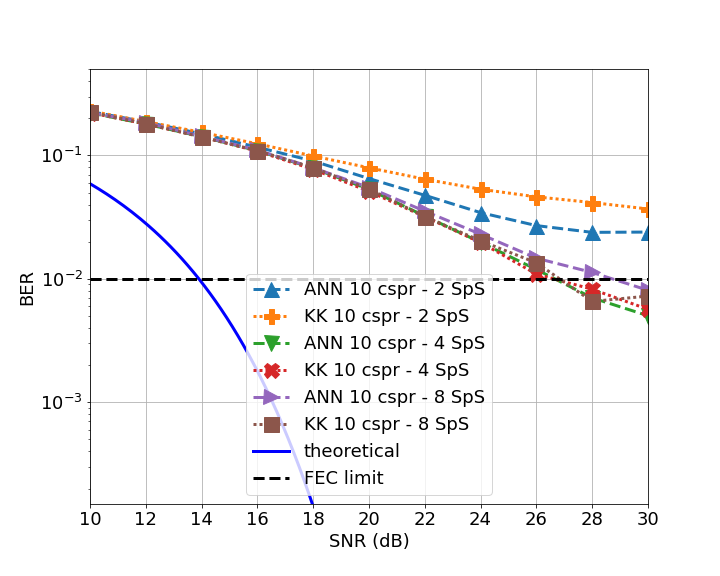 10⁻¹
10⁻²
10⁻³
BER
ANN 10 cspr - 2 SpS
KK 10 cspr - 2 SpS
ANN 10 cspr - 4 SpS
KK 10 cspr - 4 SpS
ANN 10 cspr - 8 SpS
KK 10 cspr - 8 SpS
theoretical
FEC limit
10 12 14 16 18 20 22 24 26 28 30
SNR (dB)